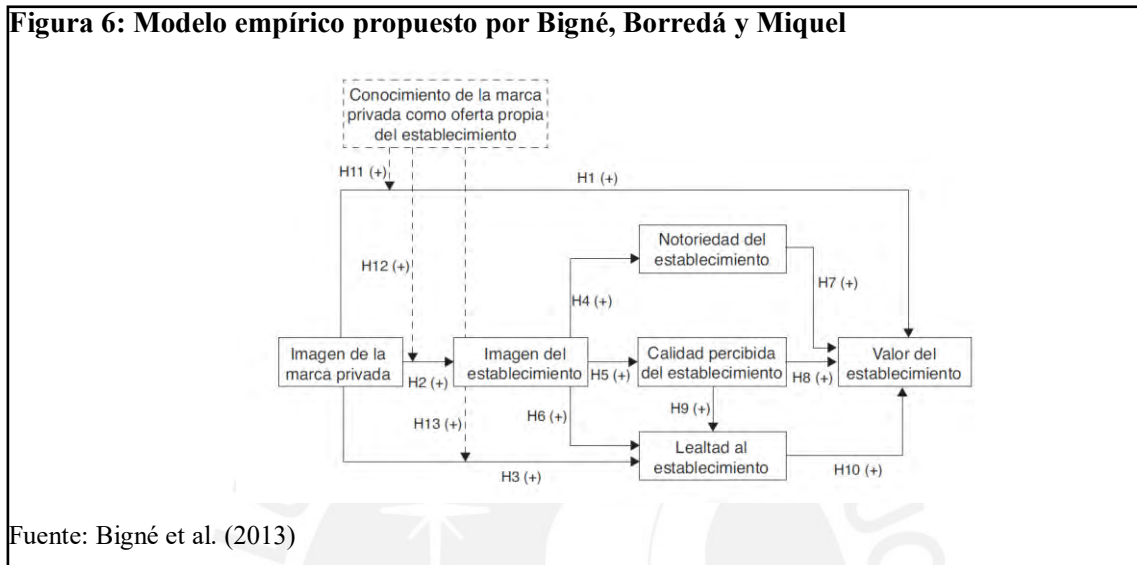 Figura 6: Modelo empírico propuesto por Bigné, Borredá y Miquel
Conocimiento de la marca
privada como oferta propia
del establecimiento
H11 (+)
H1 (+)
Notoriedad del
establecimiento
H12 (+)
H7 (+)
H4 (+)
Imagen de la
marca privada
Imagen del
establecimiento
Calidad percibida
del establecimiento
Valor del
establecimiento
H2 (+)
H5 (+)
H8 (+)
H13 (+)
H6 (+)
H9 (+)
Lealtad al
establecimiento
H3 (+)
H10 (+)
Fuente: Bigné et al. (2013)